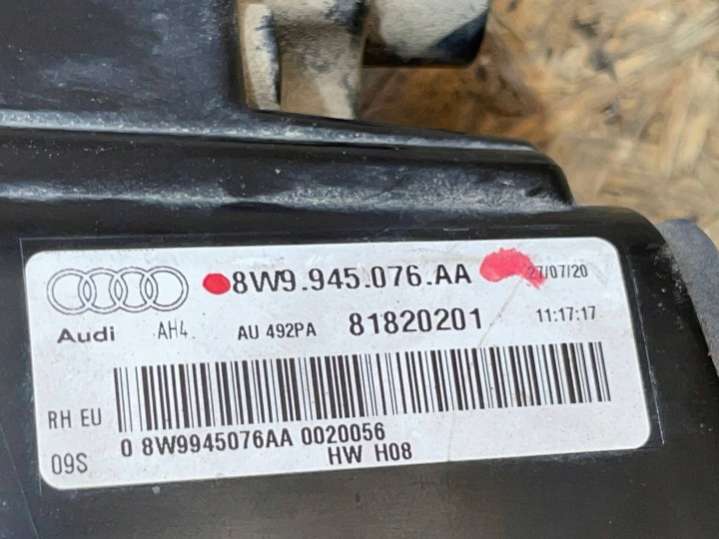 8W9.945.076.AA 27/07/20
Audi AH4 AU 492PA 81820201 11:17:17
RH EU
09S 0 8W9945076AA 0020056
HW H08